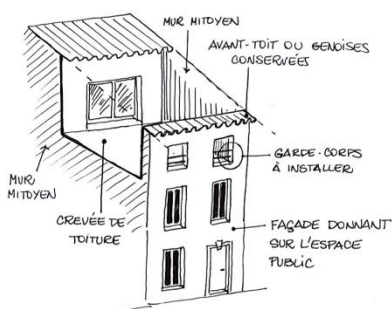 MUR MITOYEN
AVANT-TOIT OU GENOISES
CONSERVÉES
GARDE-CORPS
À INSTALLER
MUR
MITOYEN
CREVÉE DE
TOITURE
FAÇADE DONNANT
SUR L'ESPACE
PUBLIC